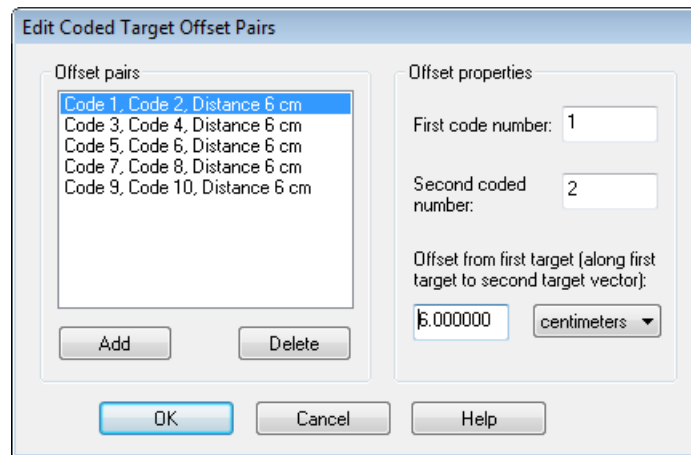 Edit Coded Target Offset Pairs
Offset pairs
Code 1, Code 2, Distance 6 cm
Code 3, Code 4, Distance 6 cm
Code 5, Code 6, Distance 6 cm
Code 7, Code 8, Distance 6 cm
Code 9, Code 10, Distance 6 cm
Add
Delete
Offset properties
First code number:
1
Second coded
number:
2
Offset from first target (along first
target to second target vector):
6.000000
centimeters
OK
Cancel
Help